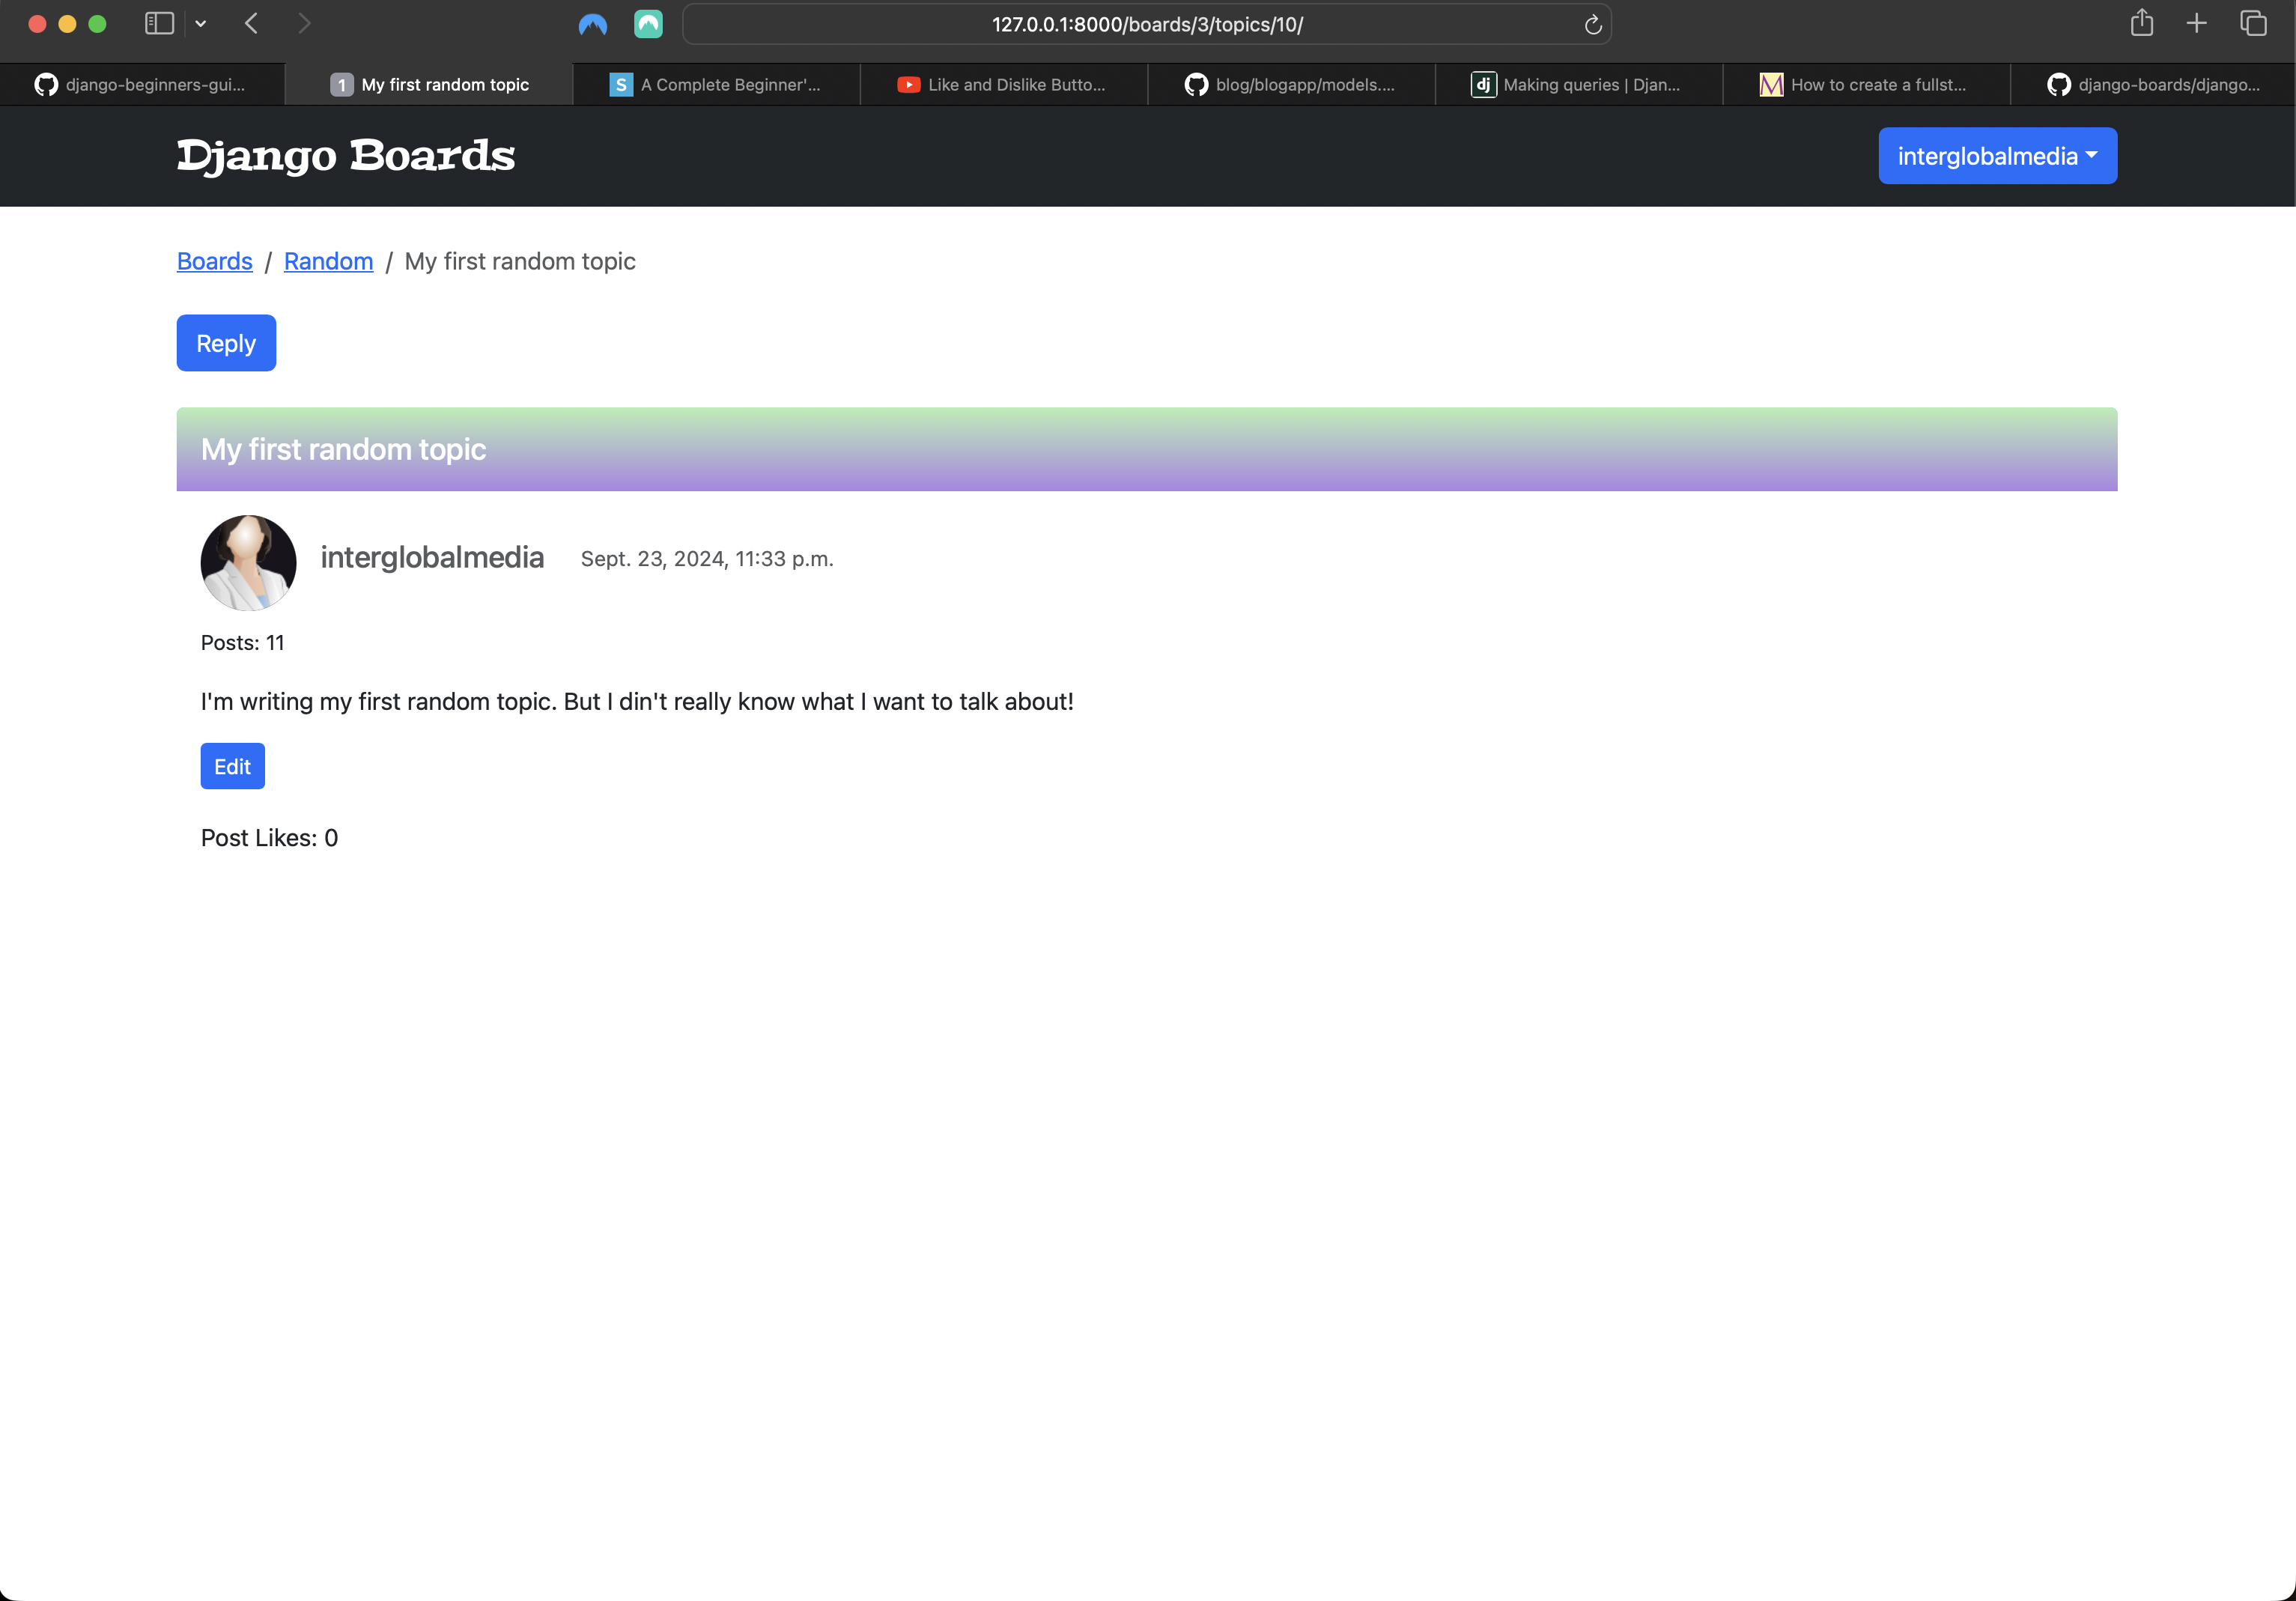 127.0.0.1:8000/boards/3/topics/10/
django-beginners-gui...
1 My first random topic
S A Complete Beginner'...
Like and Dislike Butto...
blog/blogapp/models....
dj Making queries | Djan...
M How to create a fullst...
django-boards/django...
Django Boards
interglobalmedia
Boards / Random / My first random topic
Reply
My first random topic
interglobalmedia Sept. 23, 2024, 11:33 p.m.
Posts: 11
I'm writing my first random topic. But I din't really know what I want to talk about!
Edit
Post Likes: 0